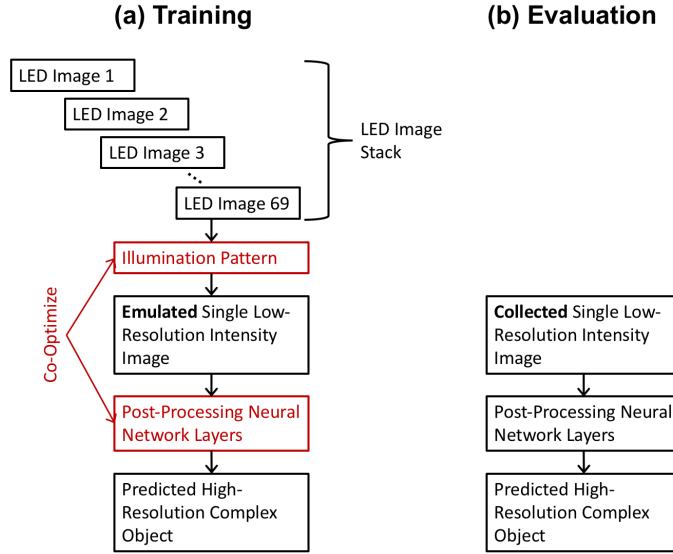 (a) Training
(b) Evaluation
LED Image 1
LED Image 2
LED Image 3
LED Image 69
LED Image
Stack
Illumination Pattern
Co-Optimize
Emulated Single Low-
Resolution Intensity
Image
Post-Processing Neural
Network Layers
Predicted High-
Resolution Complex
Object
Collected Single Low-
Resolution Intensity
Image
Post-Processing Neural
Network Layers
Predicted High-
Resolution Complex
Object